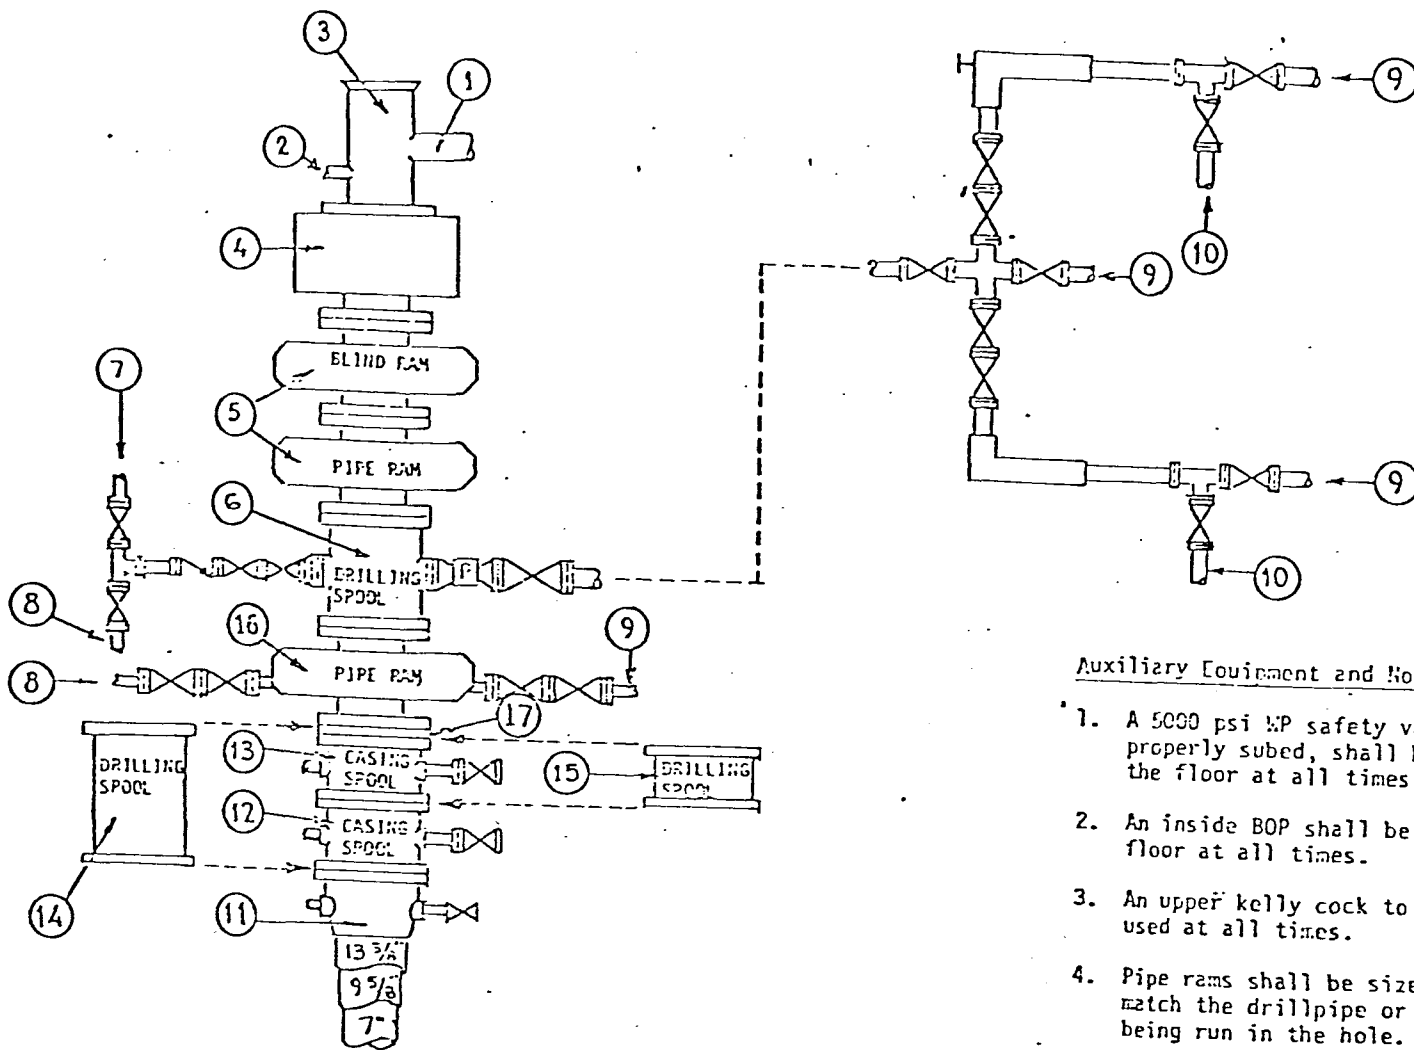 3
1
2
4
BLIND RAM
7
5
PIPE RAM
6
DRILLING
SPOOL
8
16
9
8
PIPE RAM
17
13
CASING
SPOOL
DRILLING
SPOOL
15
DRILLING
SPOOL
12
CASING
SPOOL
14
11
13 5/8"
9 5/8"
7"
9
10
9
9
10
Auxiliary Equipment and No
1. A 5000 psi WP safety v
properly subed, shall
the floor at all times
2. An inside BOP shall be
floor at all times.
3. An upper kelly cock to
used at all times.
4. Pipe rams shall be size
match the drillpipe or
being run in the hole.